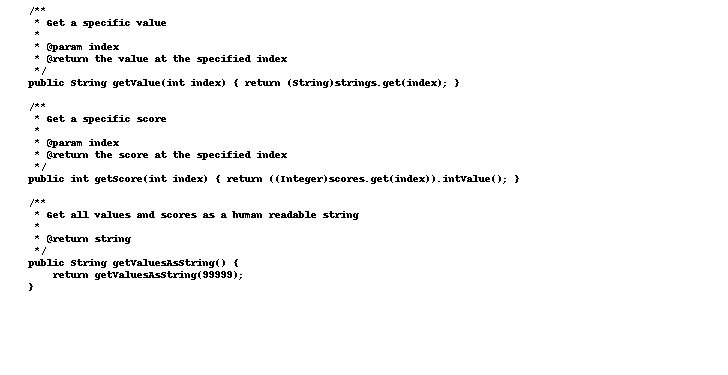 /**
 * Get a specific value
 *
 * @param index
 * @return the value at the specified index
 */
public String getValue(int index) { return (String)strings.get(index); }
/**
 * Get a specific score
 *
 * @param index
 * @return the score at the specified index
 */
public int getScore(int index) { return ((Integer)scores.get(index)).intValue(); }
/**
 * Get all values and scores as a human readable string
 *
 * @return string
 */
public String getValuesAsString() {
    return getValuesAsString(99999);
}